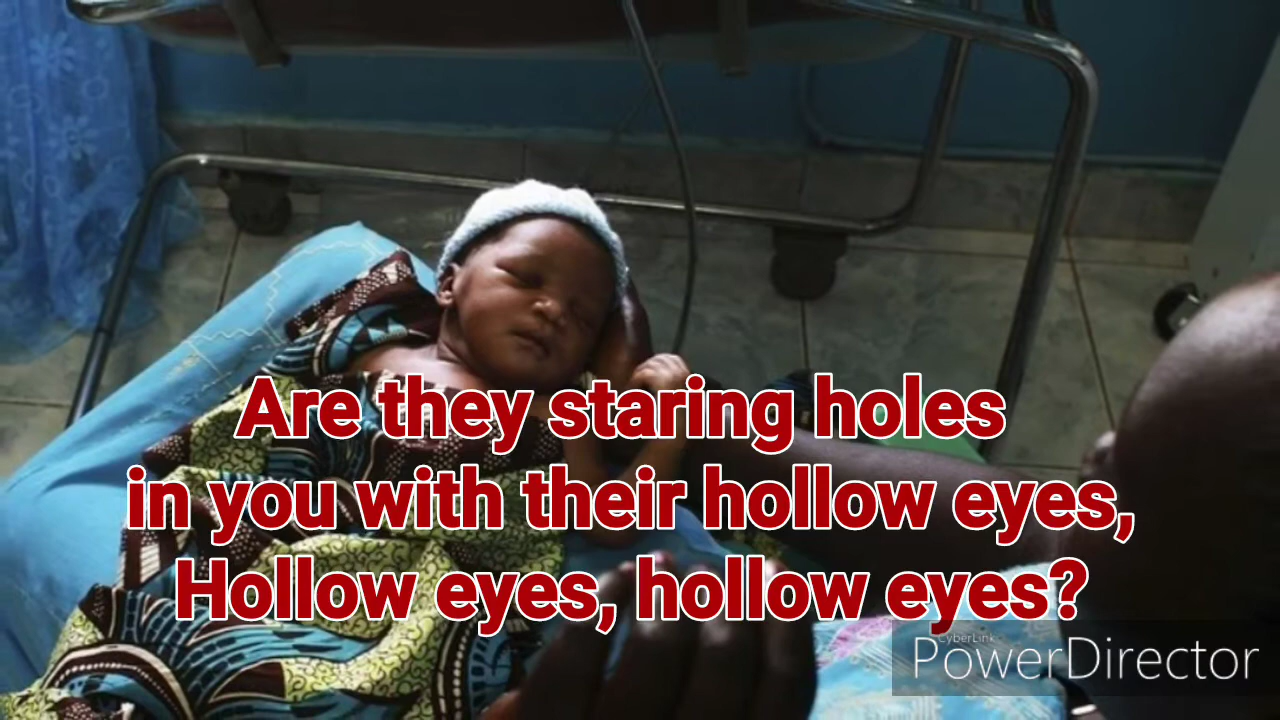 Are they staring holes
in you with their hollow eyes,
Hollow eyes, hollow eyes?
CyberLink
PowerDirector